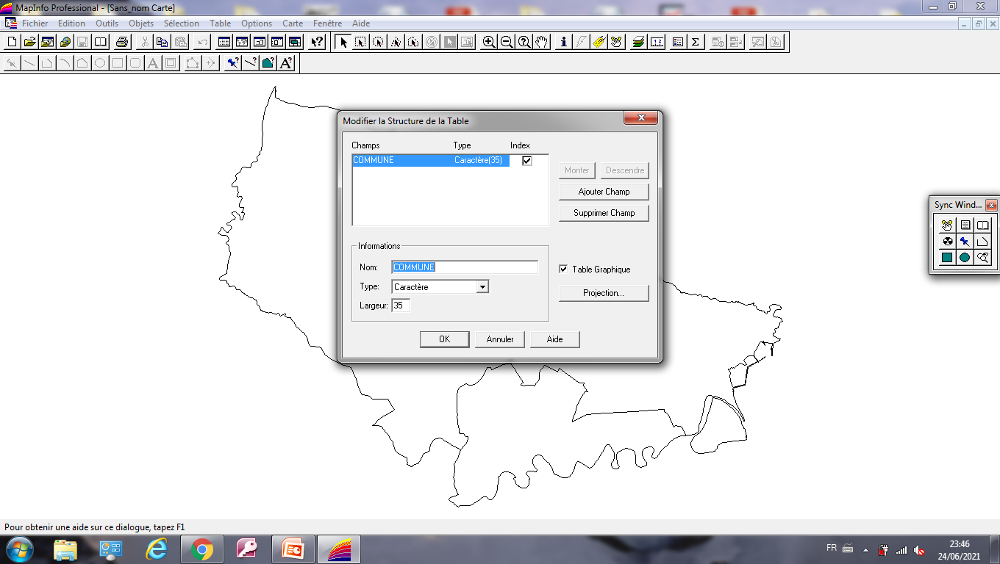 MapInfo Professional - [Sans_nom Carte]
Fichier Edition Outils Objets Sélection Table Options Carte Fenêtre Aide
Modifier la Structure de la Table
Champs Type Index
COMMUNE Caractère(35)
Monter Descendre
Ajouter Champ
Supprimer Champ
Sync Wind...
Informations
Nom: COMMUNE
Table Graphique
Type: Caractère
Projection...
Largeur: 35
OK Annuler Aide
Pour obtenir une aide sur ce dialogue, tapez F1
FR
23:46
24/06/2021